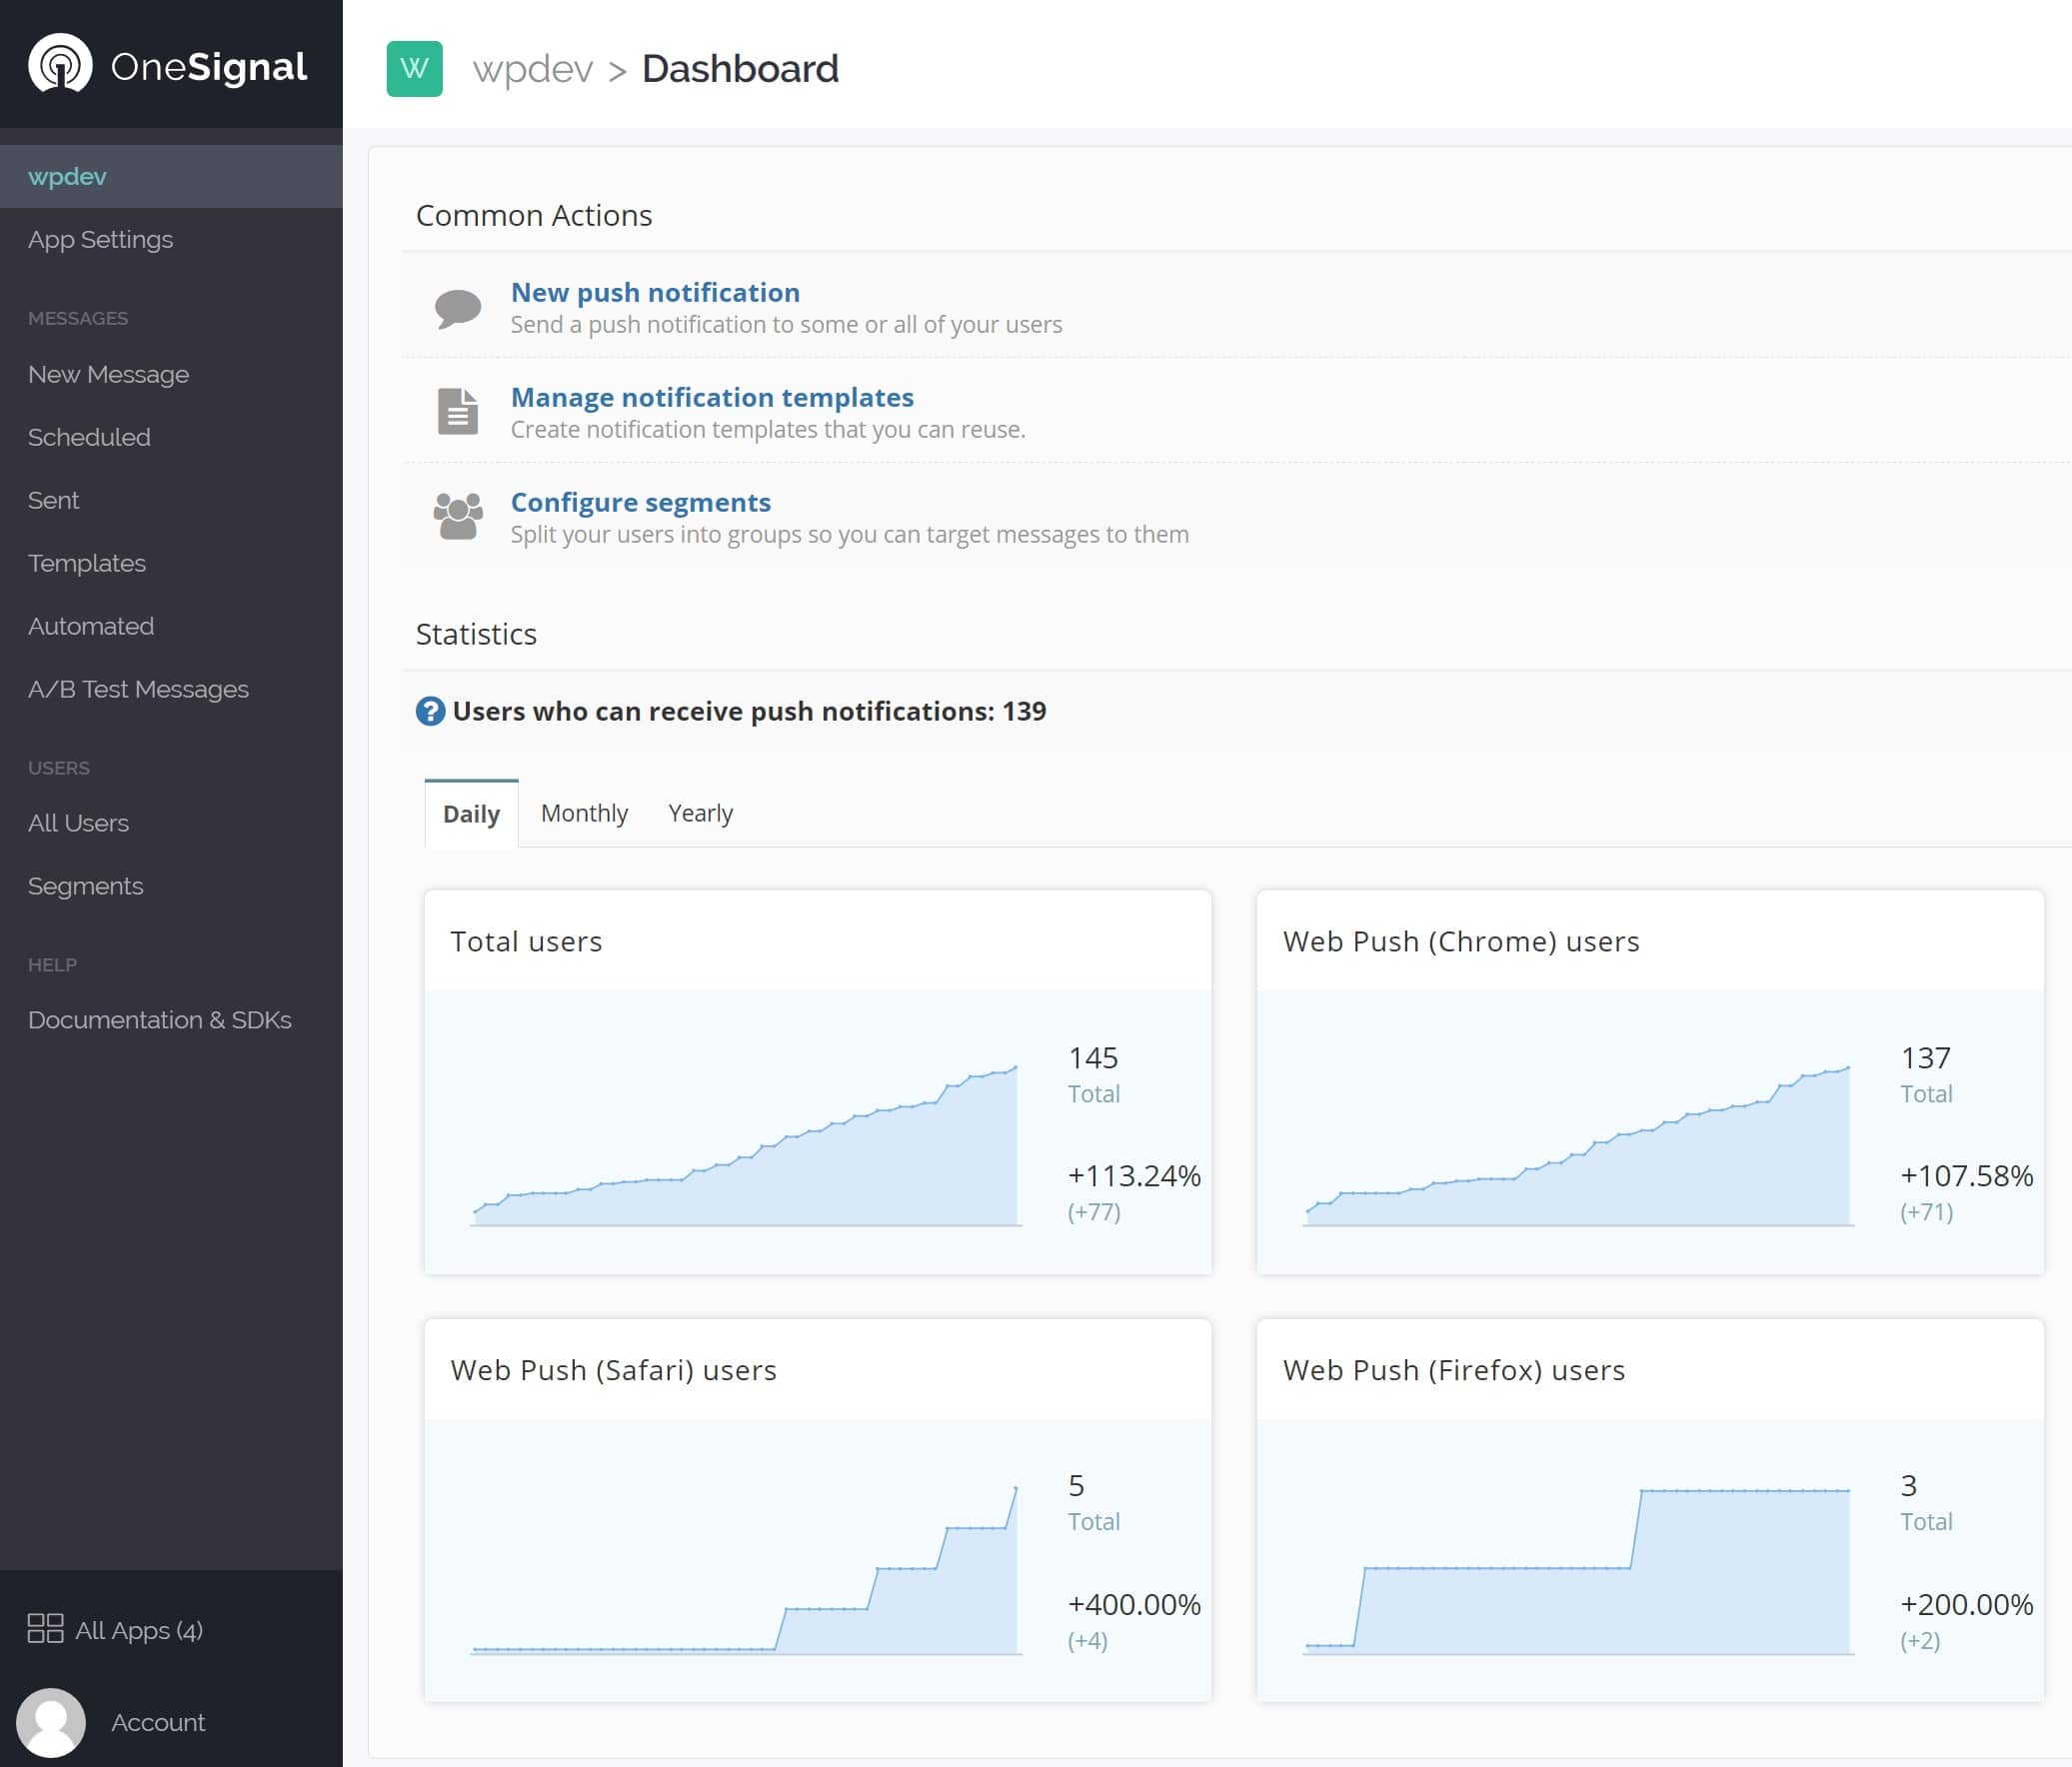 OneSignal
wpdev
App Settings
MESSAGES
New Message
Scheduled
Sent
Templates
Automated
A/B Test Messages
USERS
All Users
Segments
HELP
Documentation & SDKs
All Apps (4)
Account
W
wpdev > Dashboard
Common Actions
New push notification
Send a push notification to some or all of your users
Manage notification templates
Create notification templates that you can reuse.
Configure segments
Split your users into groups so you can target messages to them
Statistics
? Users who can receive push notifications: 139
Daily Monthly Yearly
Total users
145
Total
+113.24%
(+77)
Web Push (Chrome) users
137
Total
+107.58%
(+71)
Web Push (Safari) users
5
Total
+400.00%
(+4)
Web Push (Firefox) users
3
Total
+200.00%
(+2)